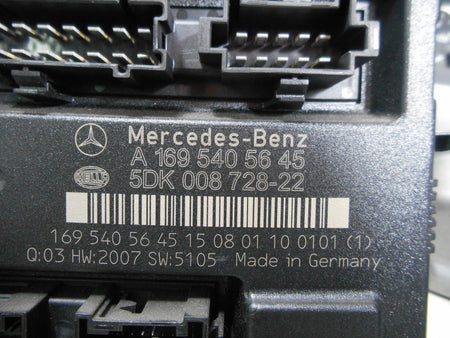 Mercedes-Benz
A 169 540 56 45
HELLA
5DK 008 728-22
169 540 56 45 15 08 01 10 0101 (1)
Q:03 HW:2007 SW:5105 Made in Germany